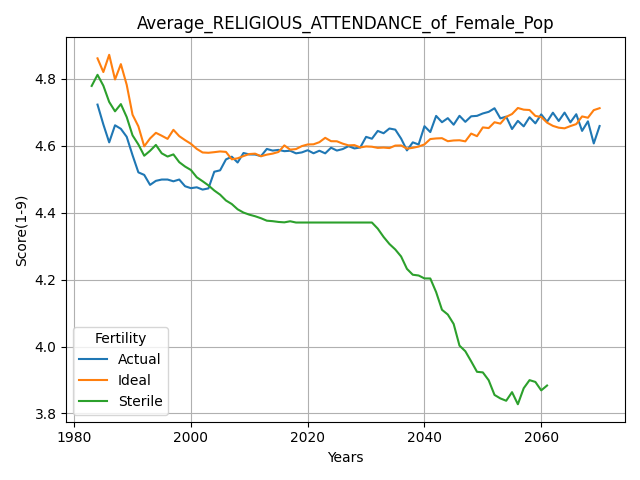 Average_RELIGIOUS_ATTENDANCE_of_Female_Pop
Score(1-9)
4.8
4.6
4.4
4.2
4.0
3.8
Fertility
Actual
Ideal
Sterile
1980 2000 2020 2040 2060
Years